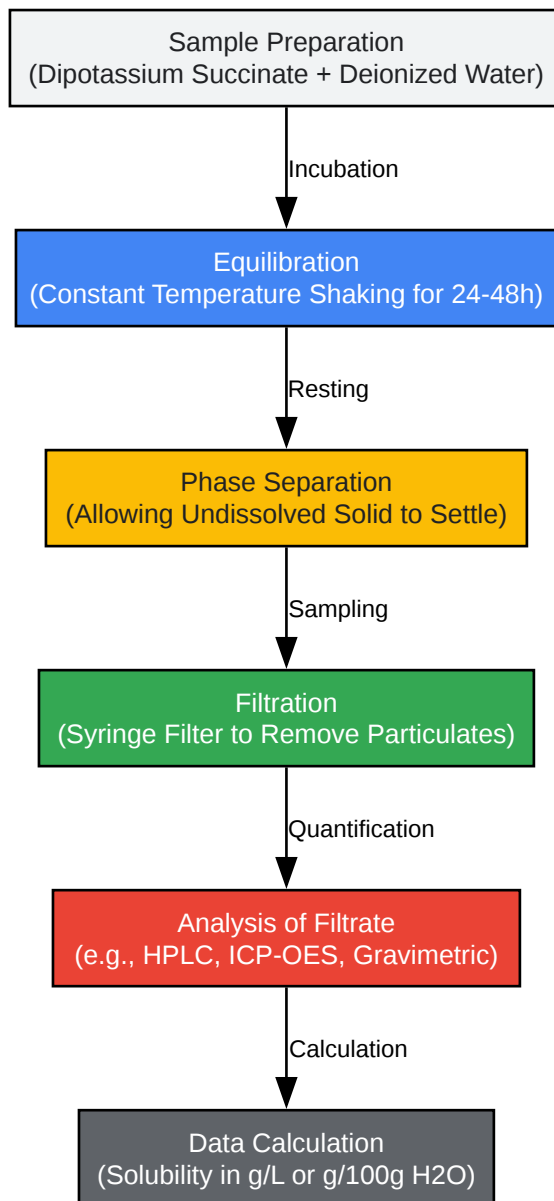 Sample Preparation
(Dipotassium Succinate + Deionized Water)
Incubation
Equilibration
(Constant Temperature Shaking for 24-48h)
Resting
Phase Separation
(Allowing Undissolved Solid to Settle)
Sampling
Filtration
(Syringe Filter to Remove Particulates)
Quantification
Analysis of Filtrate
(e.g., HPLC, ICP-OES, Gravimetric)
Calculation
Data Calculation
(Solubility in g/L or g/100g H2O)